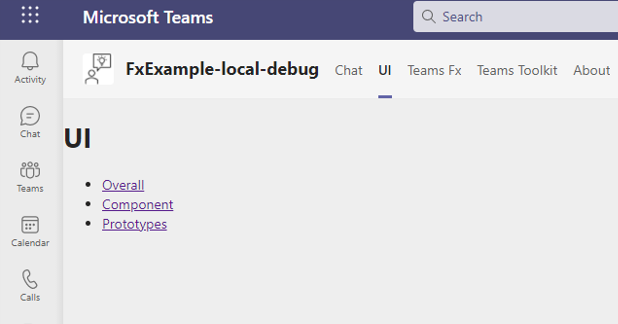 Microsoft Teams
Search
Activity
Chat
Teams
Calendar
Calls
FxExample-local-debug
Chat UI Teams Fx Teams Toolkit About
UI
Overall
Component
Prototypes